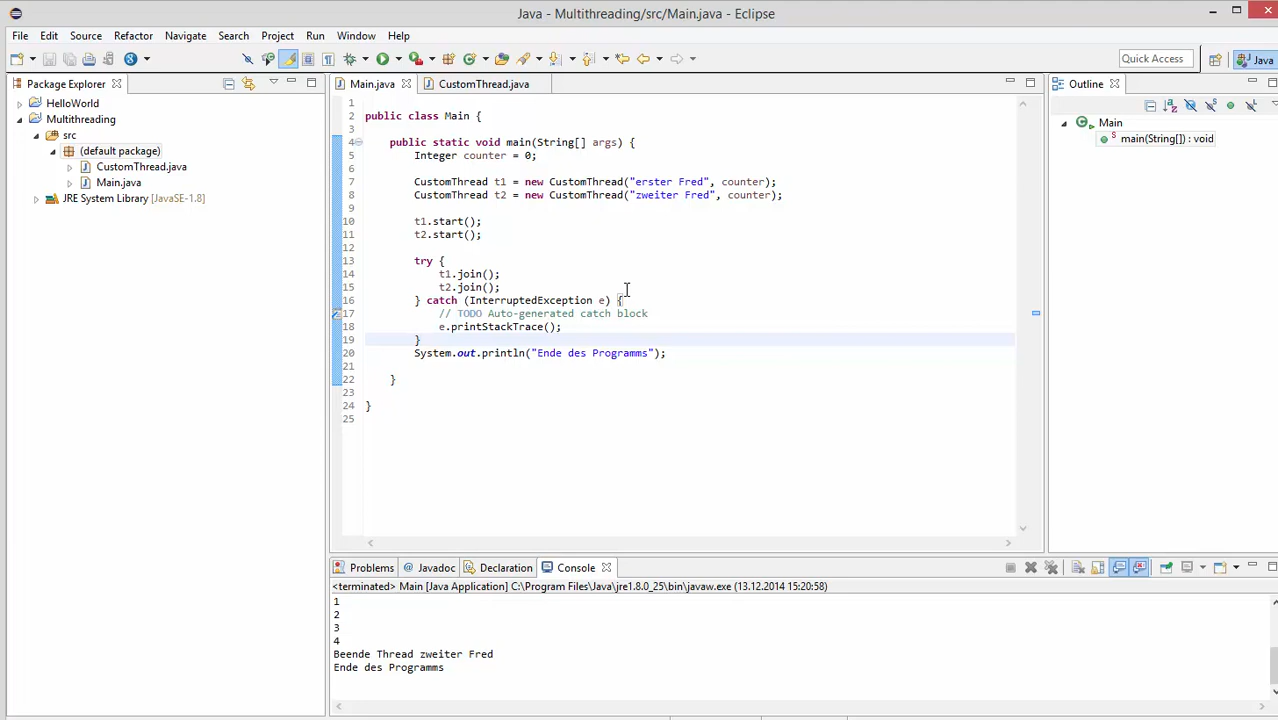 Java - Multithreading/src/Main.java - Eclipse
File Edit Source Refactor Navigate Search Project Run Window Help
Quick Access
Java
Package Explorer
HelloWorld
Multithreading
src
(default package)
CustomThread.java
Main.java
JRE System Library [JavaSE-1.8]
Main.java CustomThread.java
1
2 public class Main {
3
4 public static void main(String[] args) {
5 Integer counter = 0;
6
7 CustomThread t1 = new CustomThread("erster Fred", counter);
8 CustomThread t2 = new CustomThread("zweiter Fred", counter);
9
10 t1.start();
11 t2.start();
12
13 try {
14 t1.join();
15 t2.join();
16 } catch (InterruptedException e) {
17 // TODO Auto-generated catch block
18 e.printStackTrace();
19 }
20 System.out.println("Ende des Programms");
21
22 }
23
24 }
25
Outline
Main
main(String[]) : void
Problems @ Javadoc Declaration Console
<terminated> Main [Java Application] C:\Program Files\Java\jre1.8.0_25\bin\javaw.exe (13.12.2014 15:20:58)
1
2
3
4
Beende Thread zweiter Fred
Ende des Programms